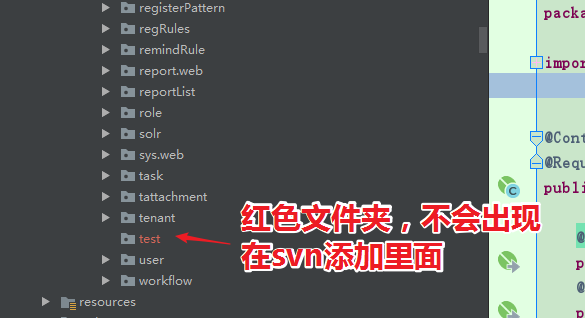 registerPattern
regRules
remindRule
report.web
reportList
role
solr
sys.web
task
tattachment
tenant
test
user
workflow
resources
红色文件夹，不会出现
在svn添加里面
packa
impor
@Cont
@Requ
publi
@
p
@
p